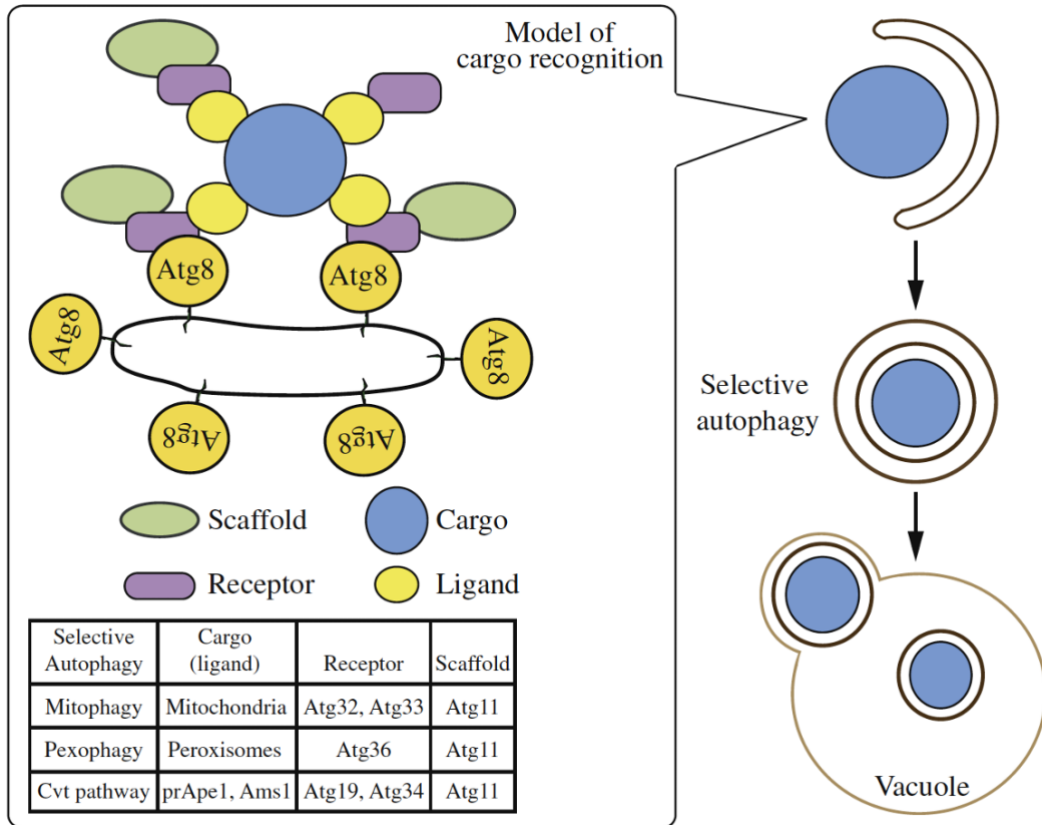 Model of
cargo recognition
Atg8
Atg8
Atg8
Atg8
Atg8
Atg8
Scaffold
Cargo
Receptor
Ligand
Selective
Autophagy
Cargo
(ligand)
Receptor
Scaffold
Mitophagy
Mitochondria
Atg32, Atg33
Atg11
Pexophagy
Peroxisomes
Atg36
Atg11
Cvt pathway
prApe1, Ams1
Atg19, Atg34
Atg11
Selective
autophagy
Vacuole